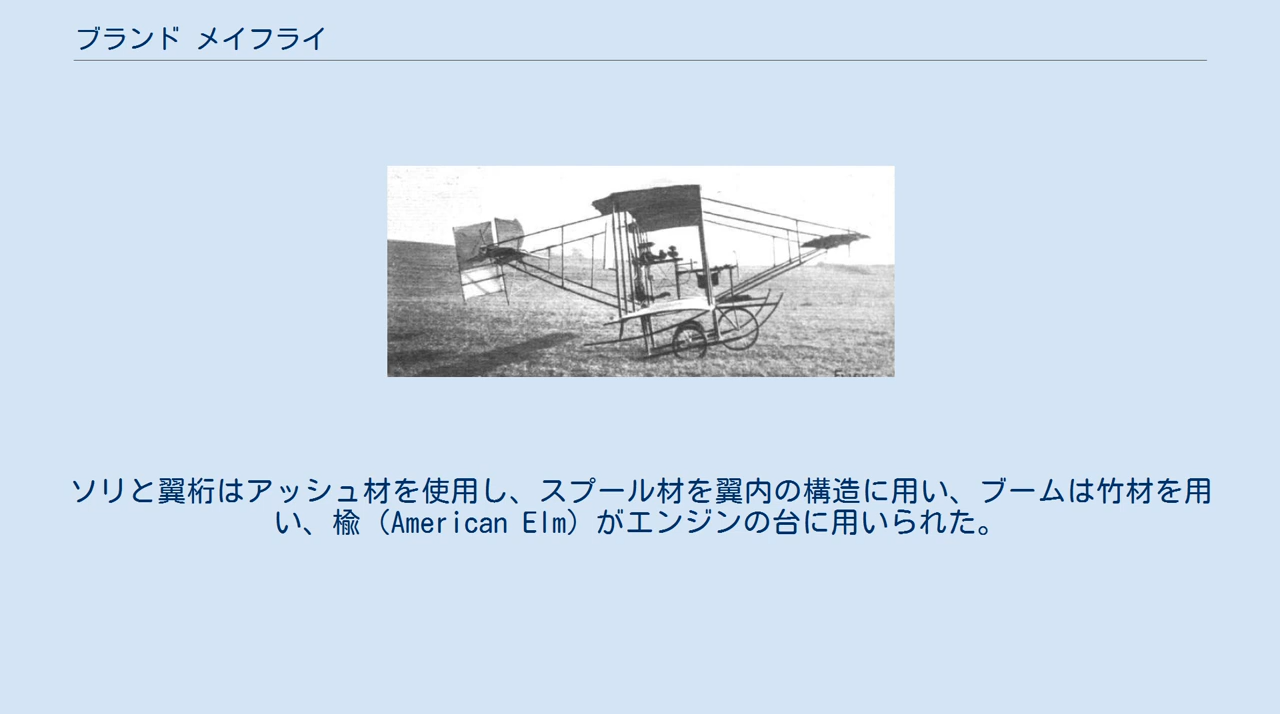 ブランド メイフライ
ソリと翼桁はアッシュ材を使用し、スプール材を翼内の構造に用い、ブームは竹材を用
い、楡（American Elm）がエンジンの台に用いられた。